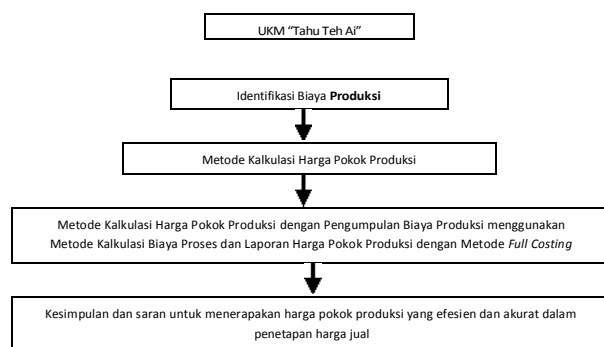 UKM “Tahu Teh Ai”
Identifikasi Biaya Produksi
Metode Kalkulasi Harga Pokok Produksi
Metode Kalkulasi Harga Pokok Produksi dengan Pengumpulan Biaya Produksi menggunakan
Metode Kalkulasi Biaya Proses dan Laporan Harga Pokok Produksi dengan Metode Full Costing
Kesimpulan dan saran untuk menerapakan harga pokok produksi yang efesien dan akurat dalam
penetapan harga jual